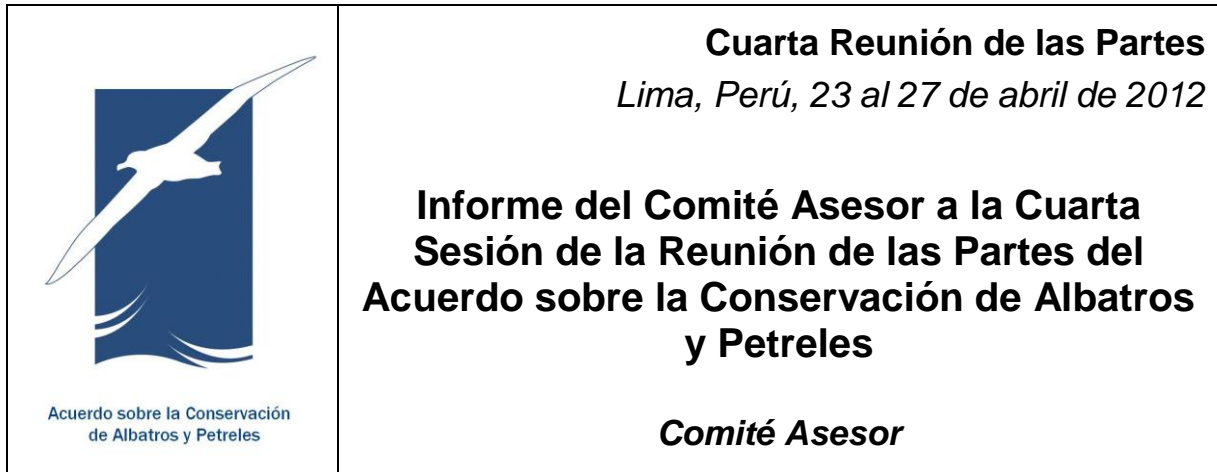 Acuerdo sobre la Conservación
de Albatros y Petreles
Cuarta Reunión de las Partes
Lima, Perú, 23 al 27 de abril de 2012
Informe del Comité Asesor a la Cuarta
Sesión de la Reunión de las Partes del
Acuerdo sobre la Conservación de Albatros
y Petreles
Comité Asesor